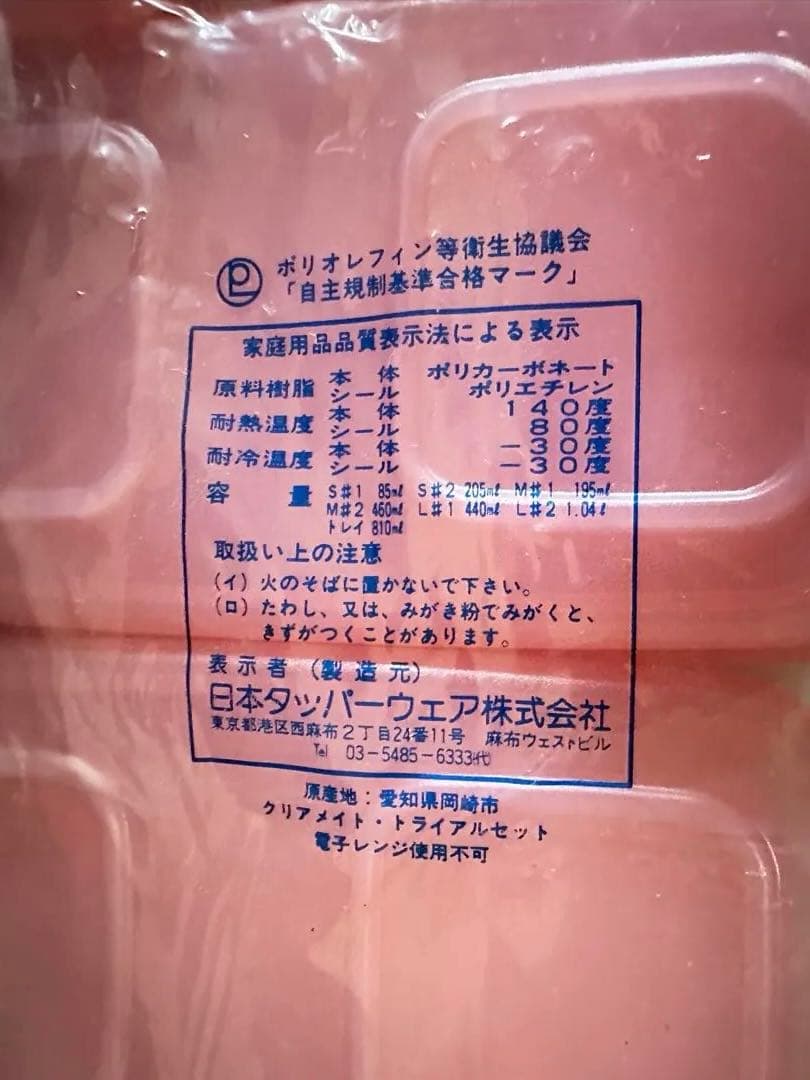 PL ポリオレフィン等衛生協議会
「自主規制基準合格マーク」
家庭用品品質表示法による表示
原料樹脂 本体 ポリカーボネート
シール ポリエチレン
耐熱温度 本体 140度
シール 80度
耐冷温度 本体 −30度
シール −30度
容量 S#1 85ml S#2 205ml M#1 195ml
M#2 460ml L#1 440ml L#2 1.04l
トレイ 810ml
取扱い上の注意
(イ) 火のそばに置かないで下さい。
(ロ) たわし、又は、みがき粉でみがくと、
きずがつくことがあります。
表示者 (製造元)
日本タッパーウェア株式会社
東京都港区西麻布2丁目24番11号 麻布ウェストビル
Tel 03-5485-6333㈹
原産地:愛知県岡崎市
クリアメイト・トライアルセット
電子レンジ使用不可